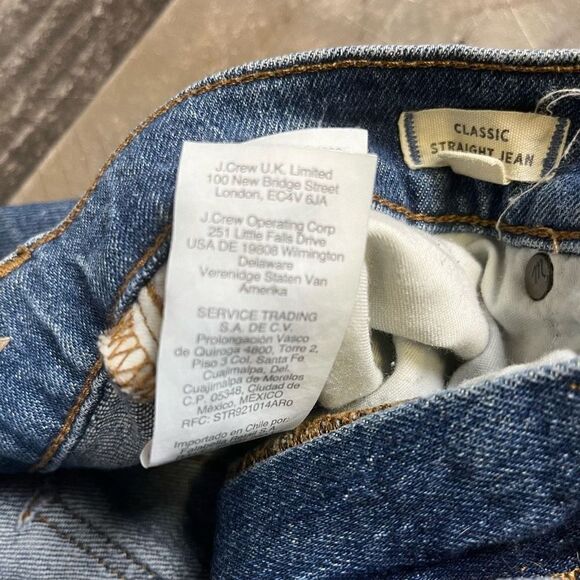 J.Crew U.K. Limited
100 New Bridge Street
London, EC4V 6JA
J.Crew Operating Corp
251 Little Falls Drive
USA DE 19808 Wilmington
Delaware
Verenidge Staten Van
Amerika
SERVICE TRADING
S.A. DE C.V.
Prolongación Vasco
de Quiroga 4800, Torre 2,
Piso 3 Col. Santa Fe
Cuajimalpa, Del.
Cuajimalpa de Morelos
C.P. 05348, Ciudad de
México, MEXICO
RFC: STR921014AR0
Importado en Chile por:
CLASSIC
STRAIGHT JEAN